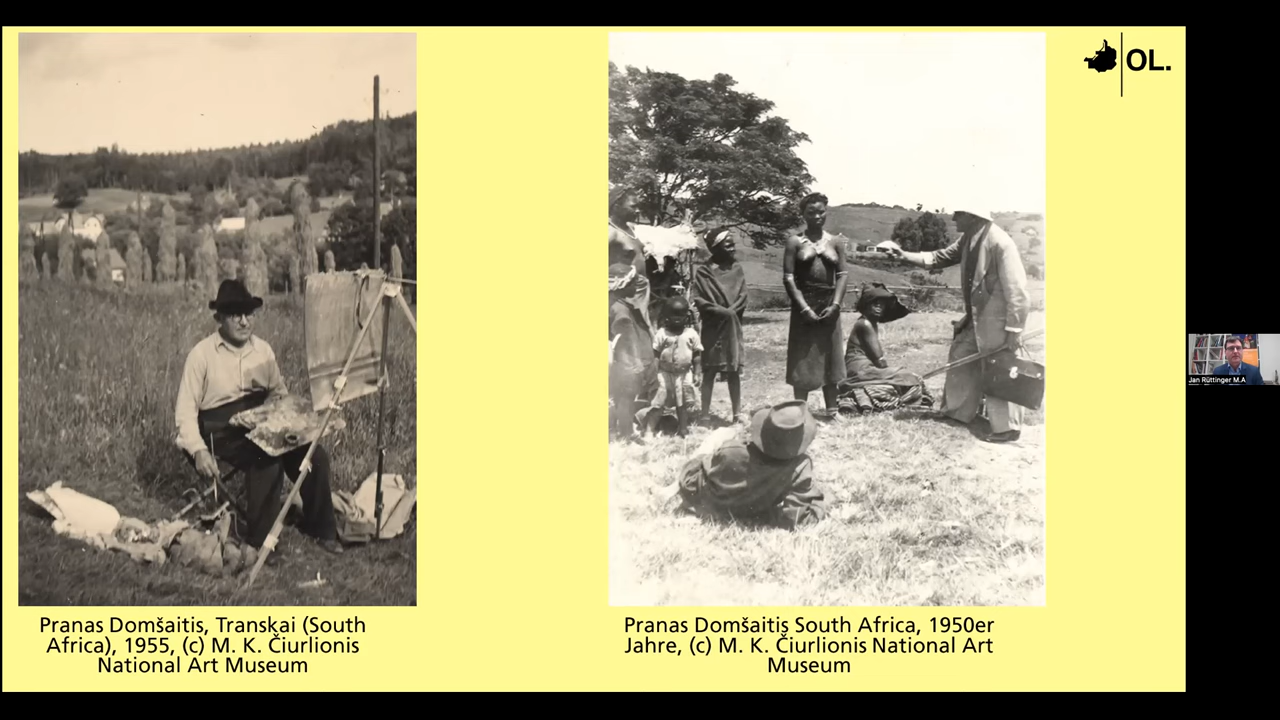 OL.
Pranas Domšaitis, Transkai (South
Africa), 1955, (c) M. K. Čiurlionis
National Art Museum
Pranas Domšaitis South Africa, 1950er
Jahre, (c) M. K. Čiurlionis National Art
Museum
Jan Rüttinger M.A